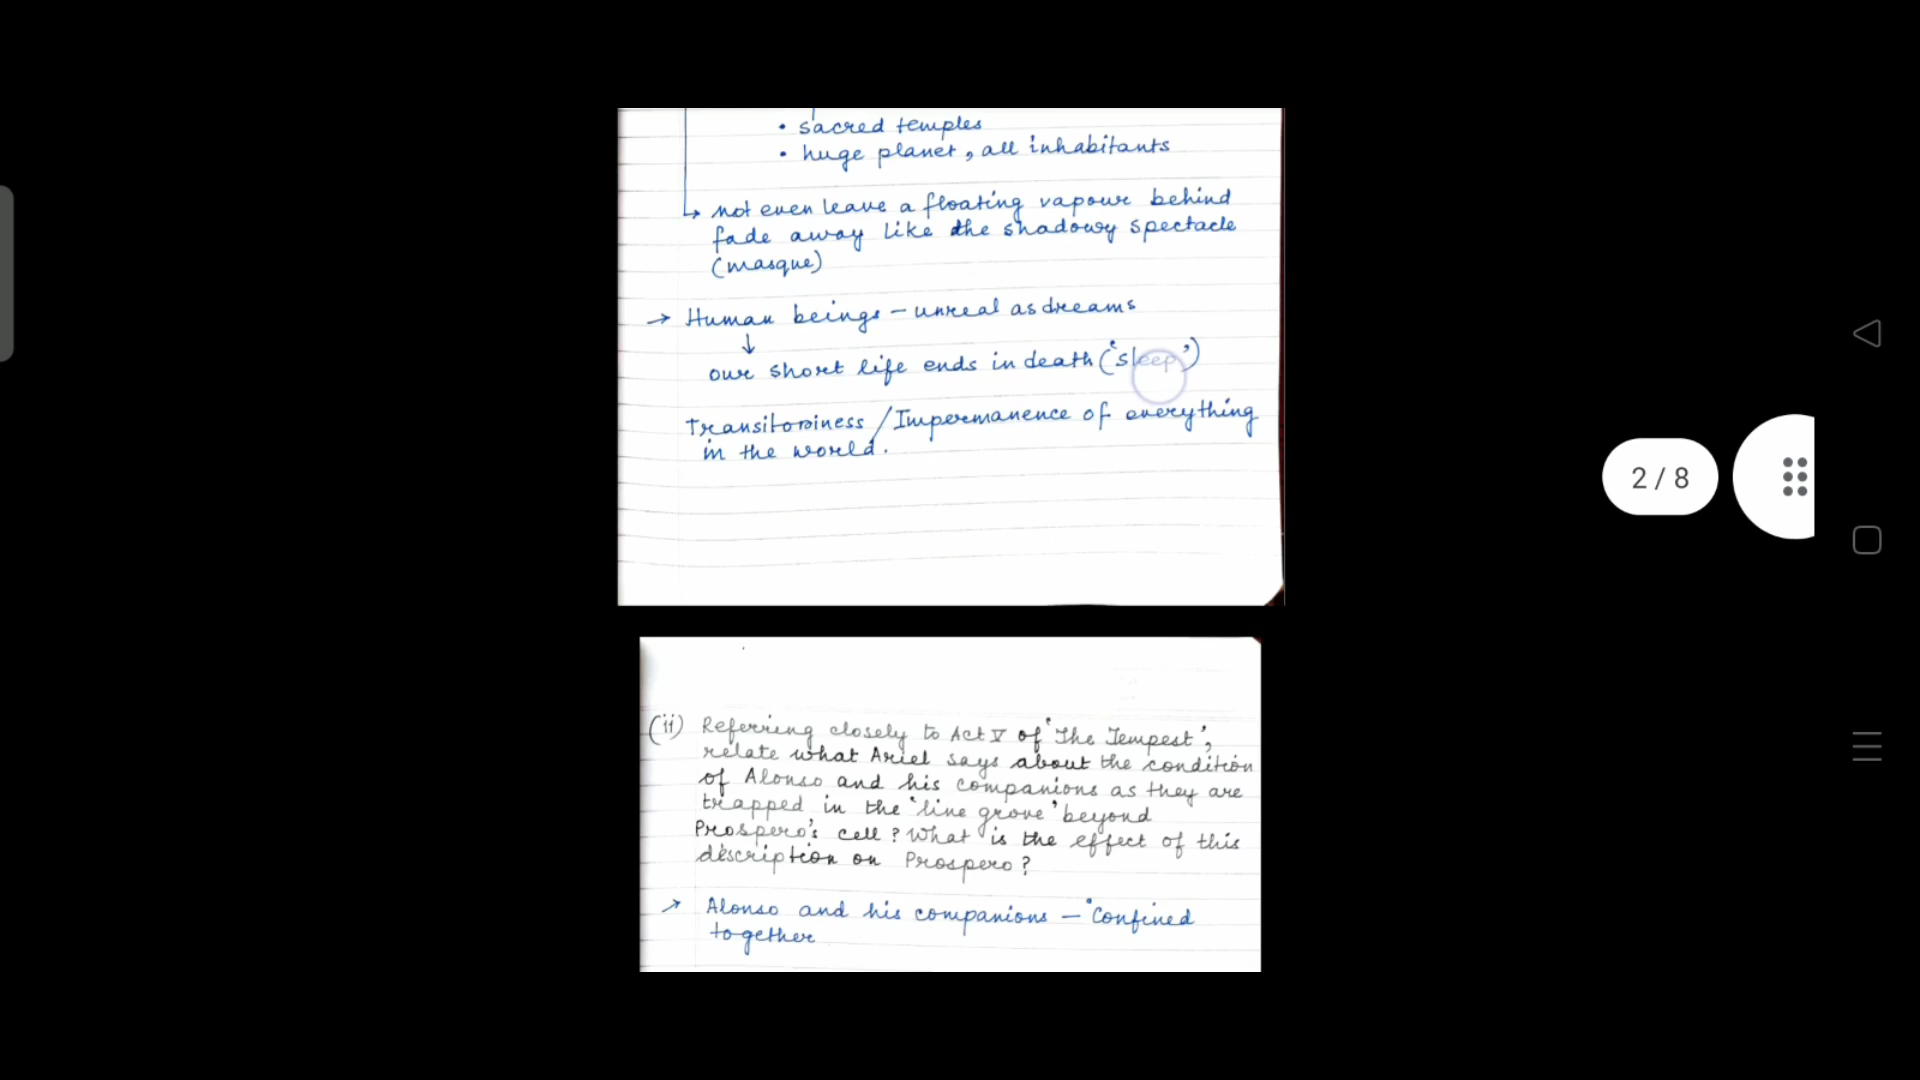 • sacred temples
• huge planet, all inhabitants
↳ not even leave a floating vapour behind
fade away like the shadowy spectacle
(masque)
→ Human beings - unreal as dreams
↓
our short life ends in death ('sleep')
Transitoriness / Impermanence of everything
in the world.
2 / 8
(ii) Referring closely to Act V of 'The Tempest',
relate what Ariel says about the condition
of Alonso and his companions as they are
trapped in the 'line grove' beyond
Prospero's cell? What is the effect of this
description on Prospero?
→ Alonso and his companions - 'Confined
together